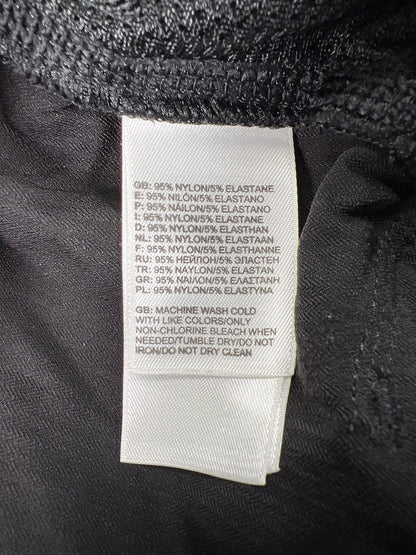 GB: 95% NYLON/5% ELASTANE
E: 95% NILÓN/5% ELASTANO
P: 95% NÁILON/5% ELASTANO
I: 95% NYLON/5% ELASTANE
D: 95% NYLON/5% ELASTHAN
NL: 95% NYLON/5% ELASTAAN
F: 95% NYLON/5% ELASTHANNE
RU: 95% НЕЙЛОН/5% ЭЛАСТЕН
TR: 95% NAYLON/5% ELASTAN
GR: 95% ΝΑΙΛΟΝ/5% ΕΛΑΣΤΑΝΗ
PL: 95% NYLON/5% ELASTYNA
GB: MACHINE WASH COLD
WITH LIKE COLORS/ONLY
NON-CHLORINE BLEACH WHEN
NEEDED/TUMBLE DRY/DO NOT
IRON/DO NOT DRY CLEAN